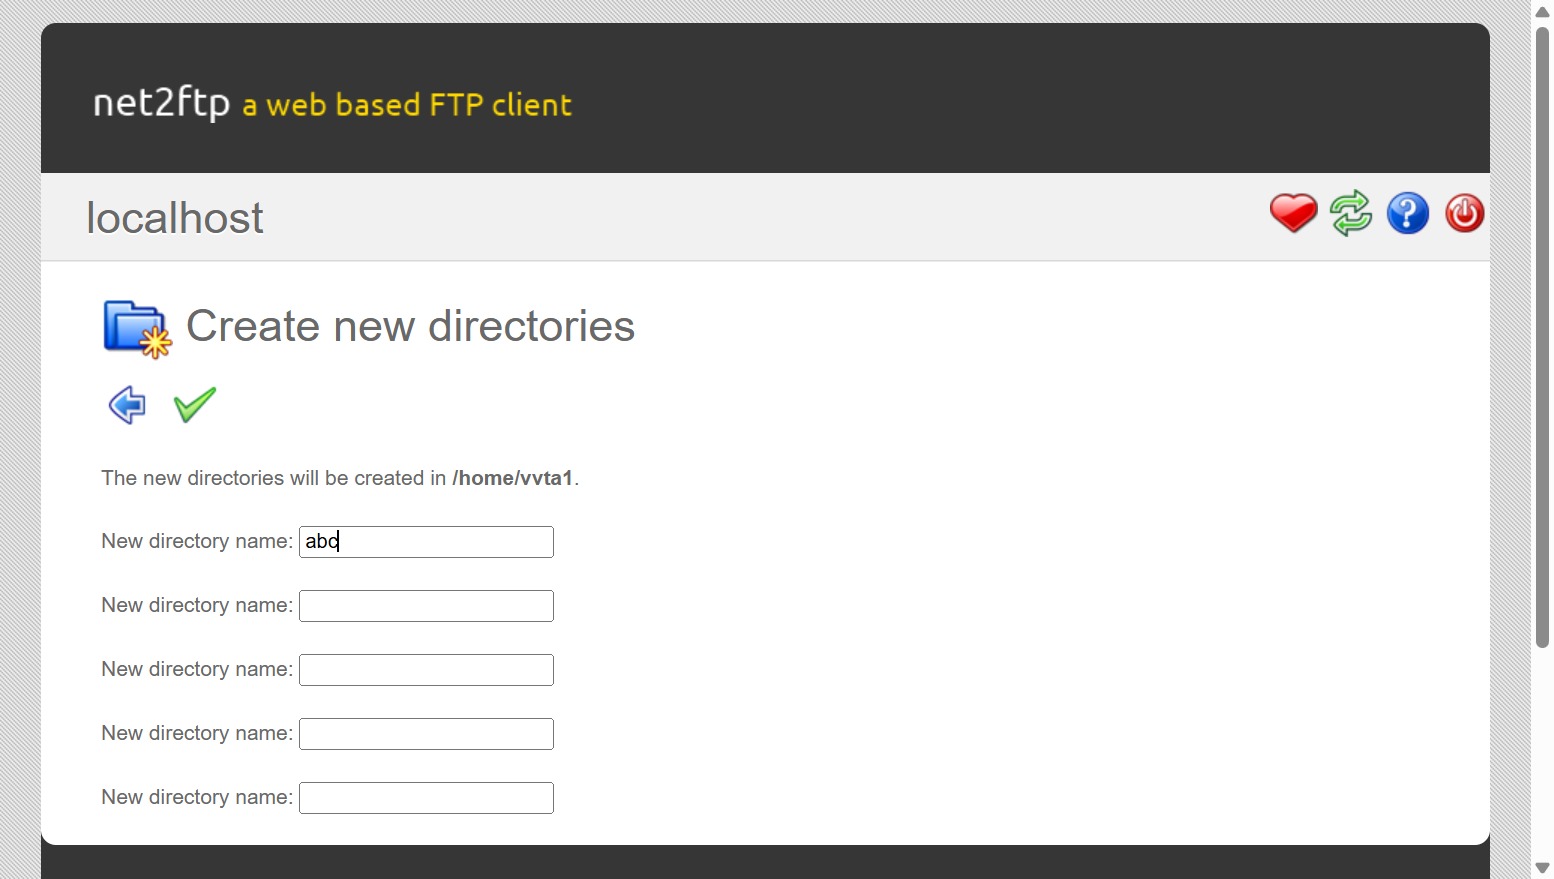 net2ftp a web based FTP client
localhost
Create new directories
The new directories will be created in /home/vvta1.
New directory name: abc
New directory name:
New directory name:
New directory name:
New directory name: